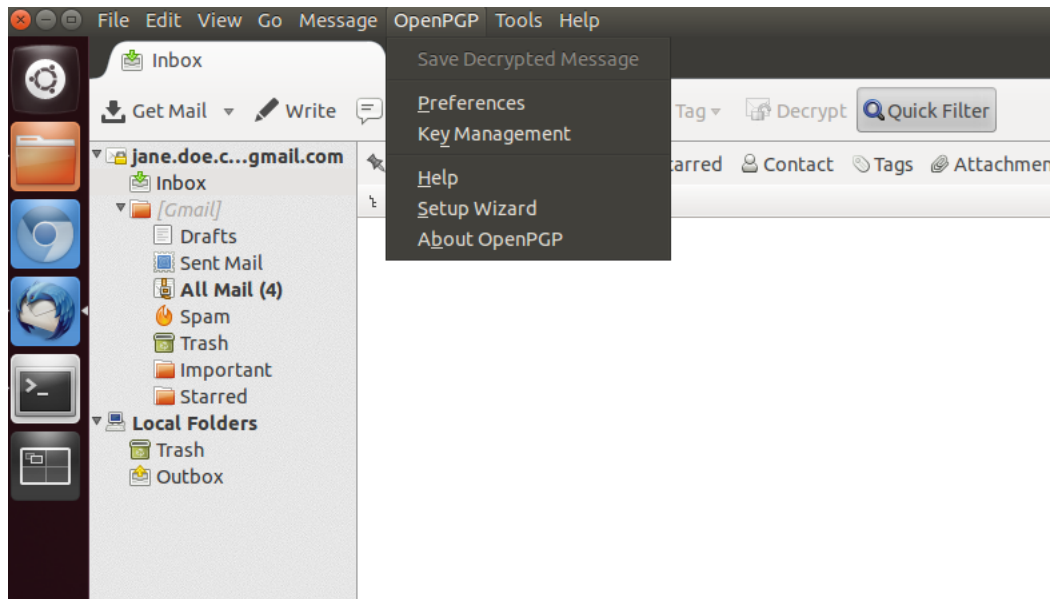 File Edit View Go Message OpenPGP Tools Help
Inbox
Save Decrypted Message
Get Mail Write Tag Decrypt Quick Filter
Preferences
Key Management
jane.doe.c...gmail.com
arred Contact Tags Attachmen
Inbox
Help
[Gmail]
Setup Wizard
Drafts
About OpenPGP
Sent Mail
All Mail (4)
Spam
Trash
Important
Starred
Local Folders
Trash
Outbox